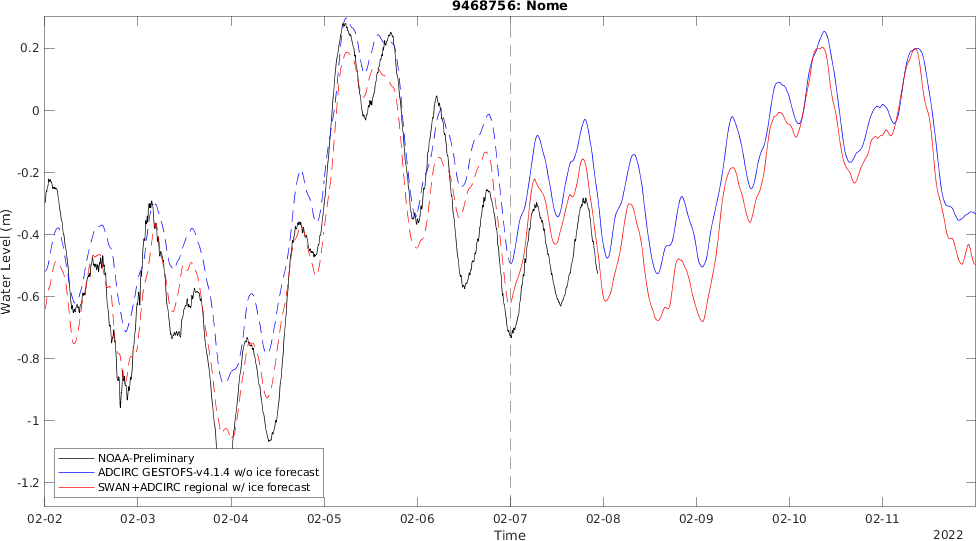 9468756: Nome
0.2
0
-0.2
-0.4
-0.6
-0.8
-1
-1.2
Water Level (m)
NOAA-Preliminary
ADCIRC GESTOFS-v4.1.4 w/o ice forecast
SWAN+ADCIRC regional w/ ice forecast
02-02 02-03 02-04 02-05 02-06 02-07 02-08 02-09 02-10 02-11
Time
2022